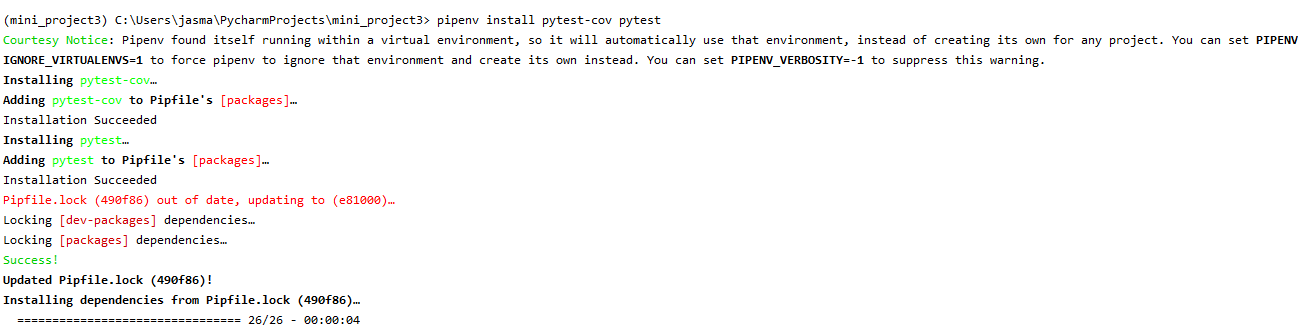 (mini_project3) C:\Users\jasma\PycharmProjects\mini_project3> pipenv install pytest-cov pytest
Courtesy Notice: Pipenv found itself running within a virtual environment, so it will automatically use that environment, instead of creating its own for any project. You can set PIPENV
IGNORE_VIRTUALENVS=1 to force pipenv to ignore that environment and create its own instead. You can set PIPENV_VERBOSITY=-1 to suppress this warning.
Installing pytest-cov…
Adding pytest-cov to Pipfile's [packages]…
Installation Succeeded
Installing pytest…
Adding pytest to Pipfile's [packages]…
Installation Succeeded
Pipfile.lock (490f86) out of date, updating to (e81000)…
Locking [dev-packages] dependencies…
Locking [packages] dependencies…
Success!
Updated Pipfile.lock (490f86)!
Installing dependencies from Pipfile.lock (490f86)…
================================ 26/26 - 00:00:04